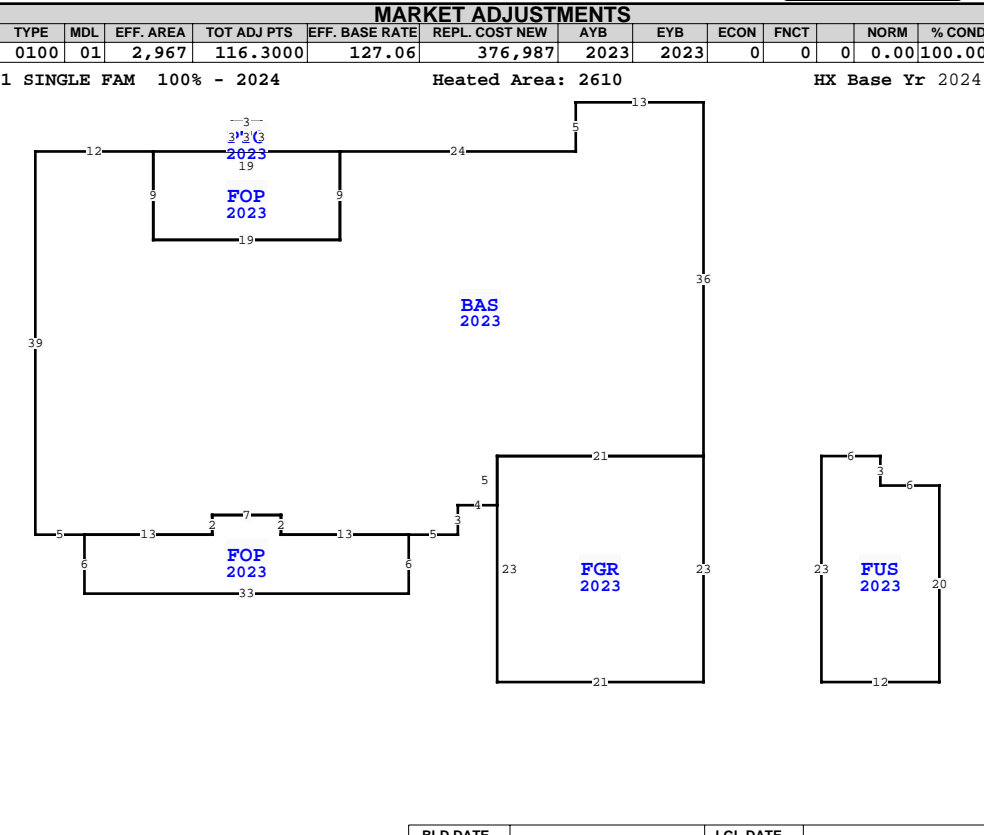 MARKET ADJUSTMENTS
TYPE MDL EFF. AREA TOT ADJ PTS EFF. BASE RATE REPL. COST NEW AYB EYB ECON FNCT NORM % COND
0100 01 2,967 116.3000 127.06 376,987 2023 2023 0 0 0 0.00 100.00
1 SINGLE FAM 100% - 2024 Heated Area: 2610 HX Base Yr 2024
13
3
5
3 3 3
12 2023 24
19
9 FOP 9
2023
19
36
BAS
2023
39
21 6
5 3
6
4
7
2 2 3
5 13 13 5
FOP
6 2023 6
23 FGR 23 23 FUS
2023 2023
20
33
21 12
BLD DATE LGL DATE